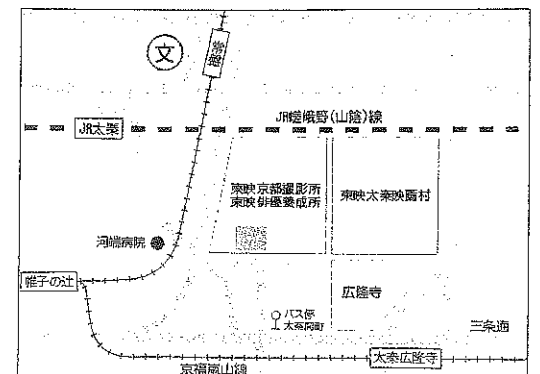 文
常盤
JR嵯峨野(山陰)線
JR太秦
東映京都撮影所
東映俳優養成所
東映太秦映画村
河端病院
帷子の辻
広隆寺
バス停
太秦開町
三条通
太秦広隆寺
京福嵐山線